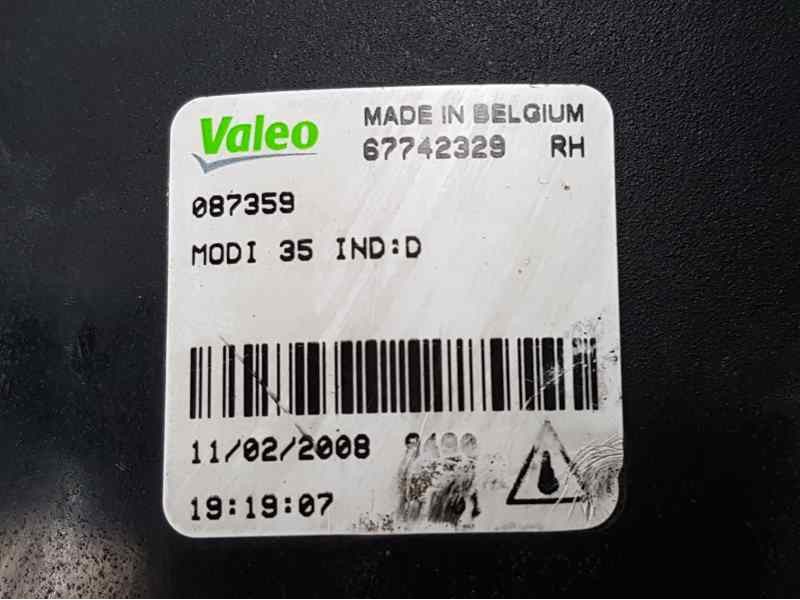 Valeo
MADE IN BELGIUM
67742329 RH
087359
MODI 35 IND:D
11/02/2008
19:19:07